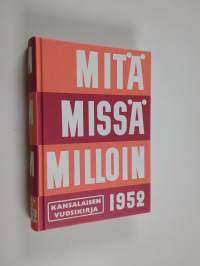 MITÄ
MISSÄ
MILLOIN
KANSALAISEN
VUOSIKIRJA
1952